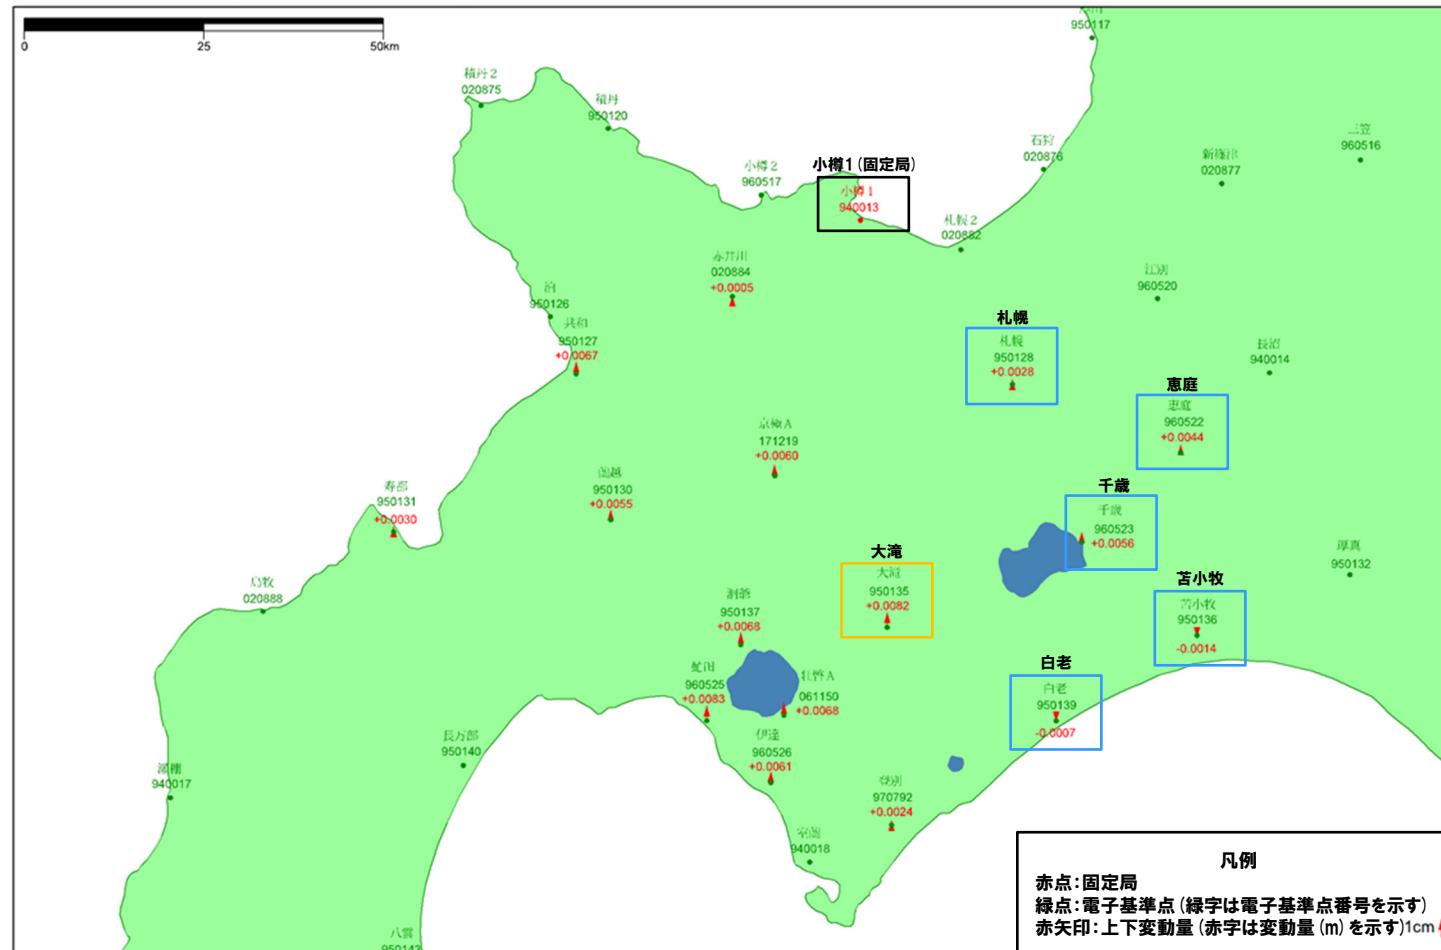 0 25 50km
950117
積丹2
020875
積丹
950120
小樽2
960517
小樽1(固定局)
小樽1
940013
石狩
020876
新篠津
020877
三笠
960516
札幌2
020882
赤井川
020884
+0.0005
江別
960520
泊
950126
共和
950127
+0.0067
札幌
札幌
950128
+0.0028
長沼
940014
恵庭
恵庭
960522
+0.0044
京極A
171219
+0.0060
蘭越
950130
+0.0055
寿都
950131
+0.0030
千歳
千歳
960523
+0.0056
大滝
大滝
950135
+0.0082
厚真
950132
島牧
020888
洞爺
950137
+0.0068
苫小牧
苫小牧
950136
-0.0014
虻田
960525
+0.0083
壮瞥A
061150
+0.0068
白老
白老
950139
-0.0007
伊達
960526
+0.0061
長万部
950140
瀬棚
940017
登別
970792
+0.0024
室蘭
940018
八雲
凡例
赤点:固定局
緑点:電子基準点(緑字は電子基準点番号を示す)
赤矢印:上下変動量(赤字は変動量(m)を示す)1cm